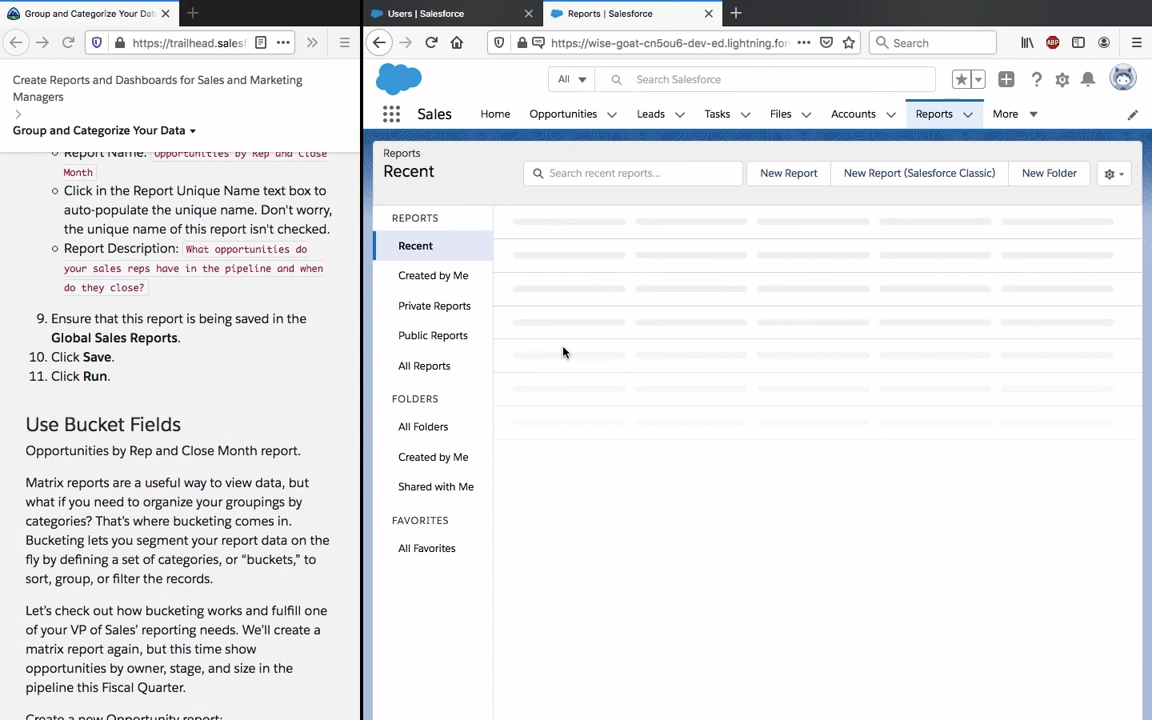 Group and Categorize Your Dat
https://trailhead.salesf
Create Reports and Dashboards for Sales and Marketing
Managers
Group and Categorize Your Data
Report Name: Opportunities by Rep and Close
Month
Click in the Report Unique Name text box to
auto-populate the unique name. Don't worry,
the unique name of this report isn't checked.
Report Description: What opportunities do
your sales reps have in the pipeline and when
do they close?
9. Ensure that this report is being saved in the
Global Sales Reports.
10. Click Save.
11. Click Run.
Use Bucket Fields
Opportunities by Rep and Close Month report.
Matrix reports are a useful way to view data, but
what if you need to organize your groupings by
categories? That's where bucketing comes in.
Bucketing lets you segment your report data on the
fly by defining a set of categories, or “buckets,” to
sort, group, or filter the records.
Let's check out how bucketing works and fulfill one
of your VP of Sales' reporting needs. We'll create a
matrix report again, but this time show
opportunities by owner, stage, and size in the
pipeline this Fiscal Quarter.
Create a new Opportunity report:
Users | Salesforce
Reports | Salesforce
https://wise-goat-cn5ou6-dev-ed.lightning.for
Search
ABP
All
Search Salesforce
Sales
Home
Opportunities
Leads
Tasks
Files
Accounts
Reports
More
Reports
Recent
Search recent reports...
New Report
New Report (Salesforce Classic)
New Folder
REPORTS
Recent
Created by Me
Private Reports
Public Reports
All Reports
FOLDERS
All Folders
Created by Me
Shared with Me
FAVORITES
All Favorites